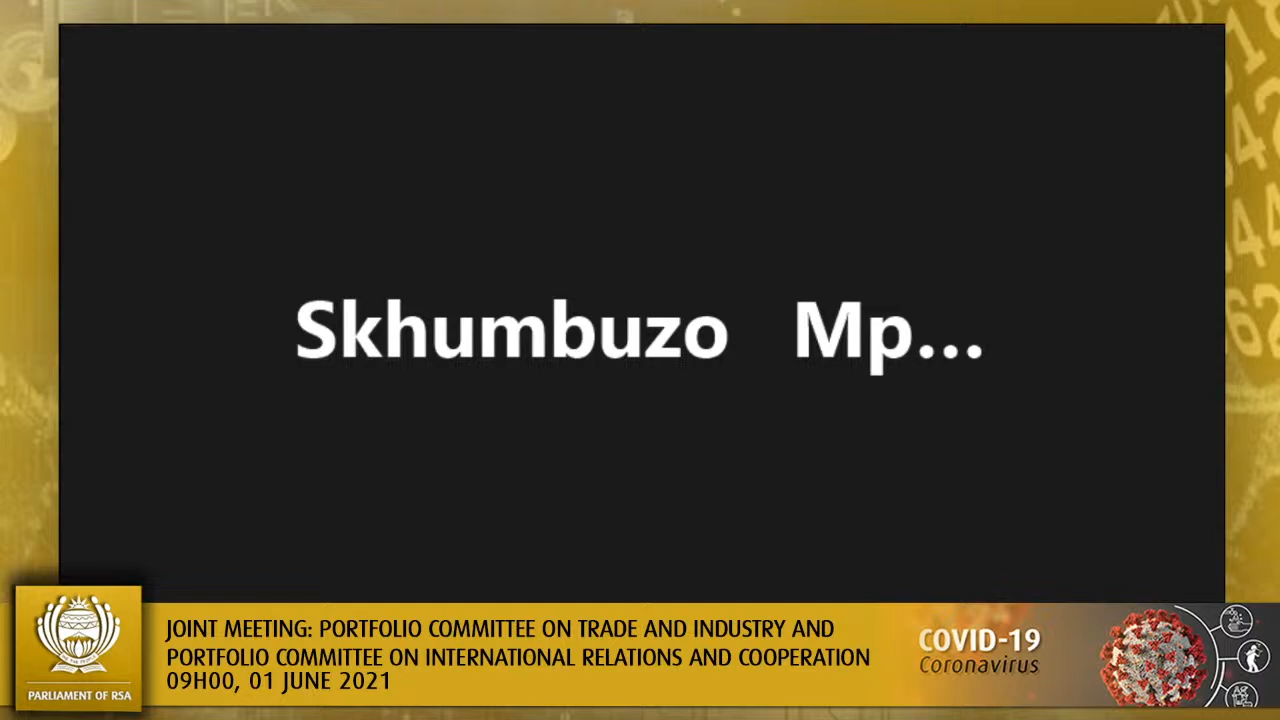 Skhumbuzo Mp...
JOINT MEETING: PORTFOLIO COMMITTEE ON TRADE AND INDUSTRY AND
PORTFOLIO COMMITTEE ON INTERNATIONAL RELATIONS AND COOPERATION
09H00, 01 JUNE 2021
COVID-19
Coronavirus
PARLIAMENT OF RSA